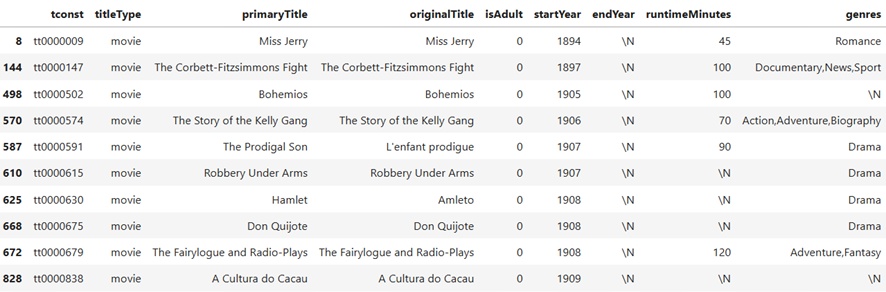 tconst titleType primaryTitle originalTitle isAdult startYear endYear runtimeMinutes genres
8 tt0000009 movie Miss Jerry Miss Jerry 0 1894 \N 45 Romance
144 tt0000147 movie The Corbett-Fitzsimmons Fight The Corbett-Fitzsimmons Fight 0 1897 \N 100 Documentary,News,Sport
498 tt0000502 movie Bohemios Bohemios 0 1905 \N 100 \N
570 tt0000574 movie The Story of the Kelly Gang The Story of the Kelly Gang 0 1906 \N 70 Action,Adventure,Biography
587 tt0000591 movie The Prodigal Son L'enfant prodigue 0 1907 \N 90 Drama
610 tt0000615 movie Robbery Under Arms Robbery Under Arms 0 1907 \N \N Drama
625 tt0000630 movie Hamlet Amleto 0 1908 \N \N Drama
668 tt0000675 movie Don Quijote Don Quijote 0 1908 \N \N Drama
672 tt0000679 movie The Fairylogue and Radio-Plays The Fairylogue and Radio-Plays 0 1908 \N 120 Adventure,Fantasy
828 tt0000838 movie A Cultura do Cacau A Cultura do Cacau 0 1909 \N \N \N